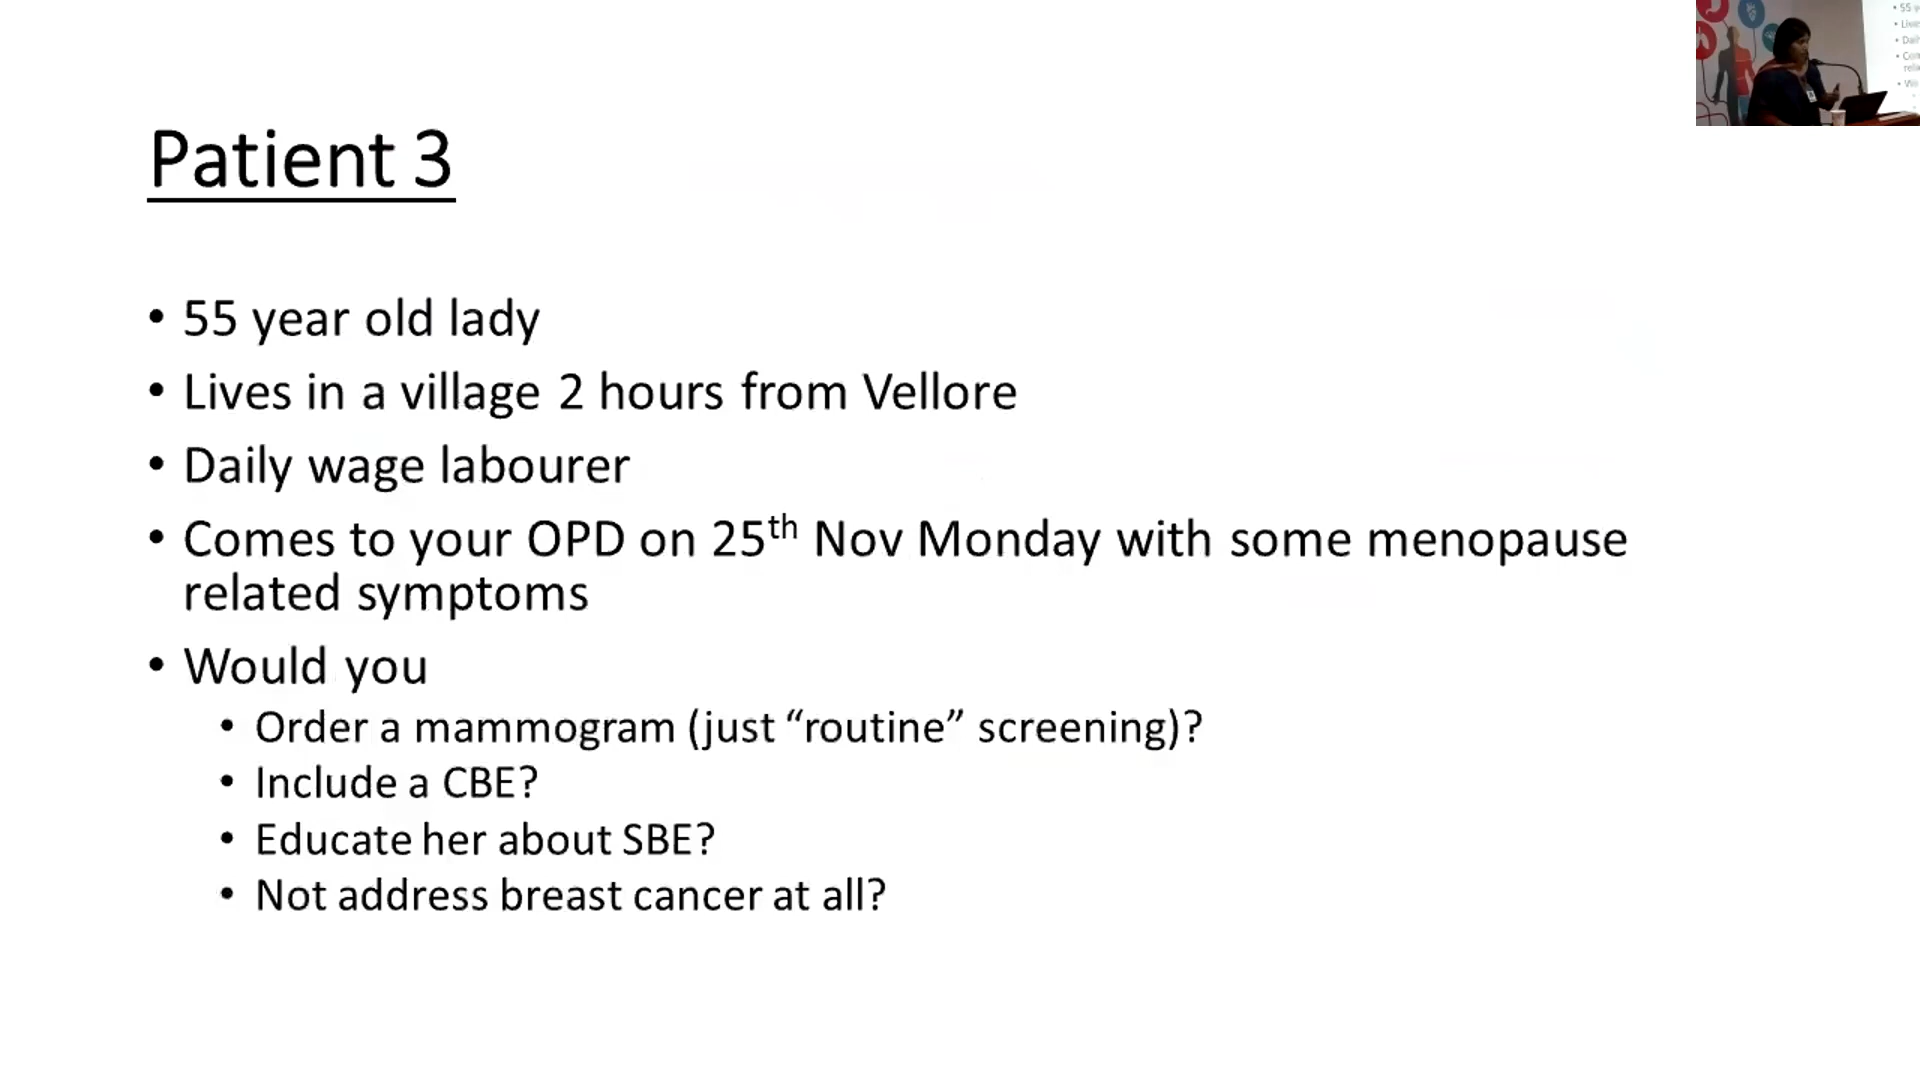 Patient 3
• 55 year old lady
• Lives in a village 2 hours from Vellore
• Daily wage labourer
• Comes to your OPD on 25th Nov Monday with some menopause
related symptoms
• Would you
• Order a mammogram (just “routine” screening)?
• Include a CBE?
• Educate her about SBE?
• Not address breast cancer at all?
• 55